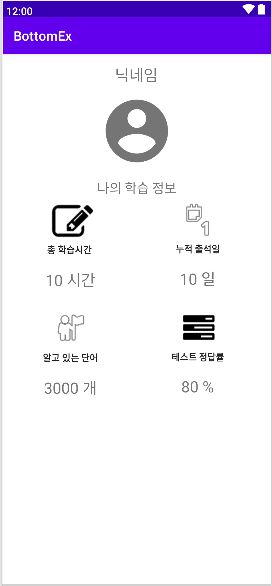 12:00
BottomEx
닉네임
나의 학습 정보
1
총 학습시간
누적 출석일
10 시간
10 일
알고 있는 단어
테스트 정답률
3000 개
80 %